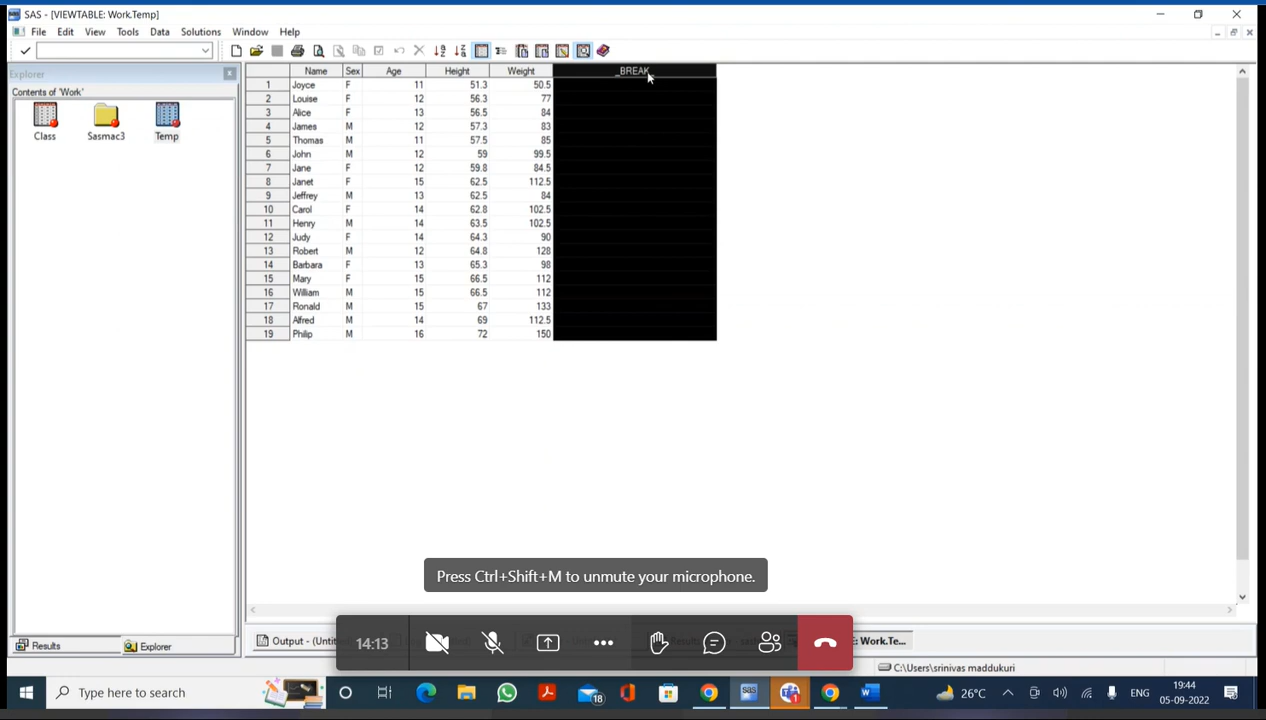 SAS - [VIEWTABLE: Work.Temp]
File Edit View Tools Data Solutions Window Help
Explorer
Contents of 'Work'
Class Sasmac3 Temp
Name Sex Age Height Weight _BREAK_
1 Joyce F 11 51.3 50.5
2 Louise F 12 56.3 77
3 Alice F 13 56.5 84
4 James M 12 57.3 83
5 Thomas M 11 57.5 85
6 John M 12 59 99.5
7 Jane F 12 59.8 84.5
8 Janet F 15 62.5 112.5
9 Jeffrey M 13 62.5 84
10 Carol F 14 62.8 102.5
11 Henry M 14 63.5 102.5
12 Judy F 14 64.3 90
13 Robert M 12 64.8 128
14 Barbara F 13 65.3 98
15 Mary F 15 66.5 112
16 William M 15 66.5 112
17 Ronald M 15 67 133
18 Alfred M 14 69 112.5
19 Philip M 16 72 150
Press Ctrl+Shift+M to unmute your microphone.
Results Explorer
Output - (Untit
14:13
E: Work.Te...
C:\Users\srinivas maddukuri
Type here to search
18
sas
1
26°C
ENG
19:44
05-09-2022